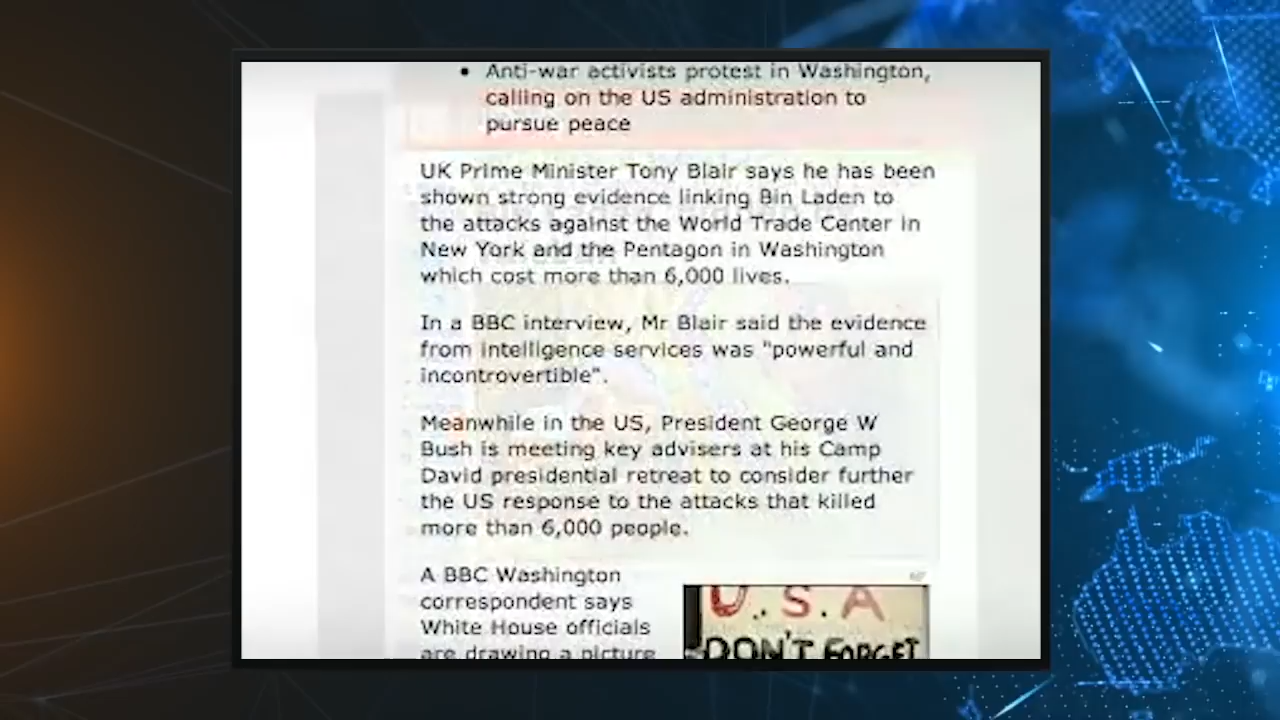 • Anti-war activists protest in Washington,
calling on the US administration to
pursue peace
UK Prime Minister Tony Blair says he has been
shown strong evidence linking Bin Laden to
the attacks against the World Trade Center in
New York and the Pentagon in Washington
which cost more than 6,000 lives.
In a BBC interview, Mr Blair said the evidence
from intelligence services was "powerful and
incontrovertible".
Meanwhile in the US, President George W
Bush is meeting key advisers at his Camp
David presidential retreat to consider further
the US response to the attacks that killed
more than 6,000 people.
A BBC Washington
correspondent says
White House officials
are drawing a picture
U.S.A
DON'T FORGET